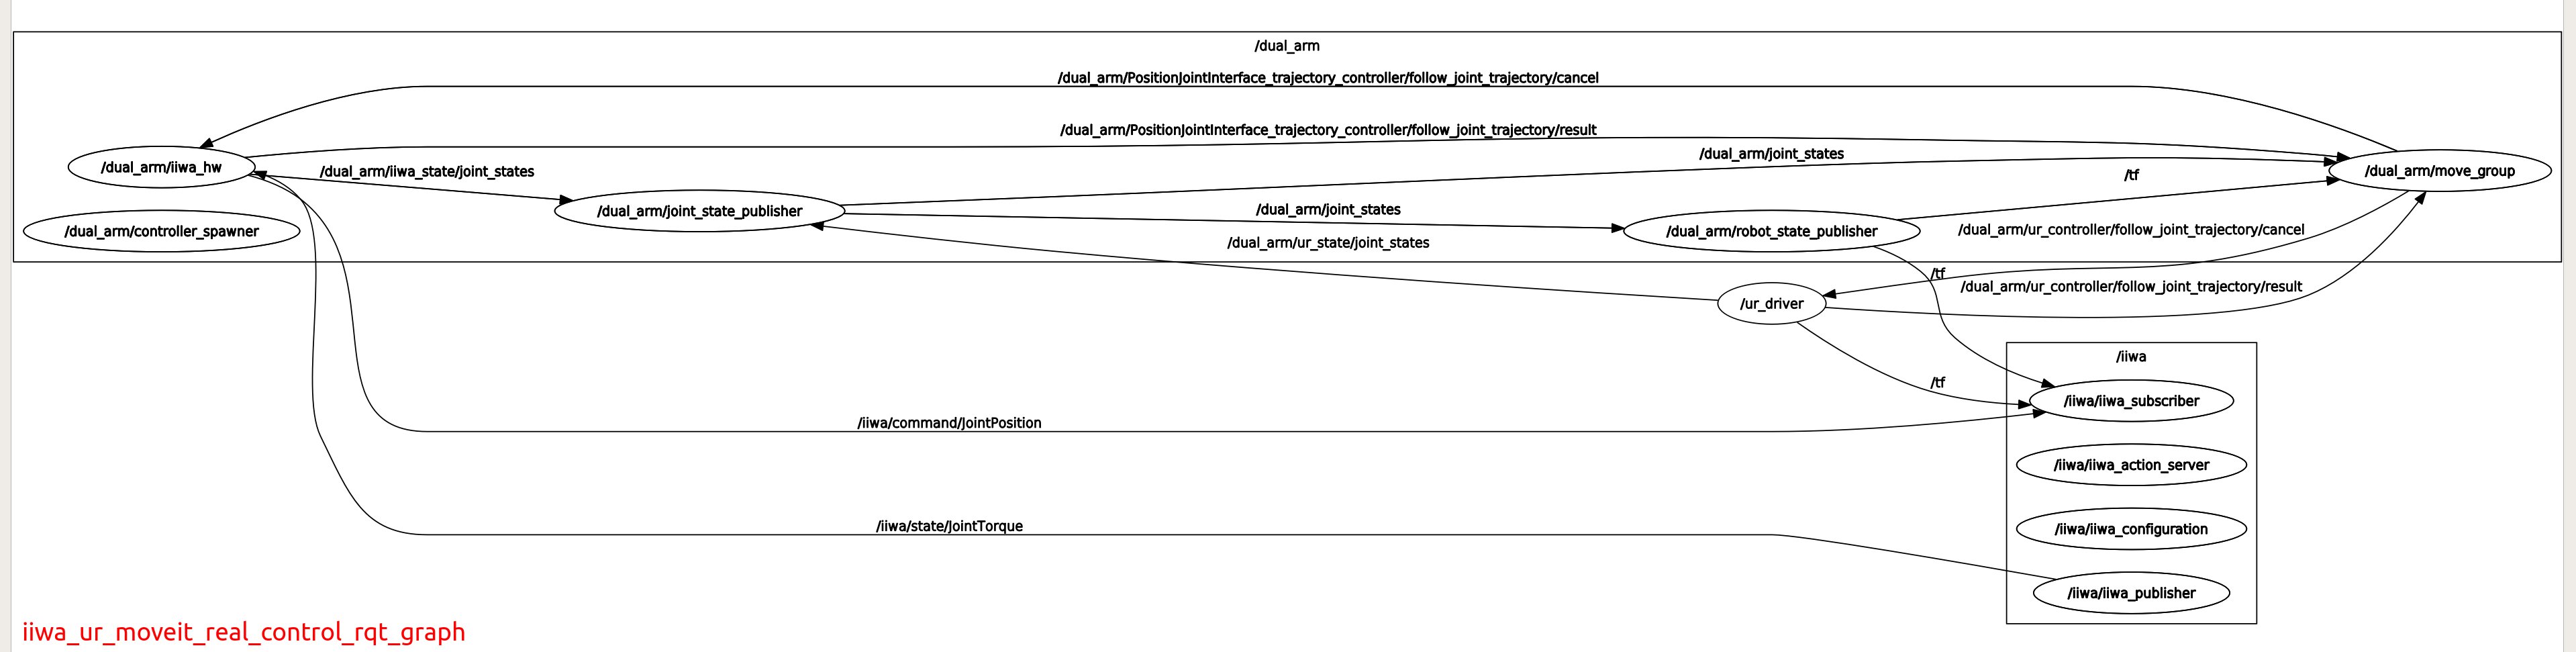 /dual_arm
/dual_arm/PositionJointInterface_trajectory_controller/follow_joint_trajectory/cancel
/dual_arm/PositionJointInterface_trajectory_controller/follow_joint_trajectory/result
/dual_arm/joint_states
/dual_arm/iiwa_hw
/dual_arm/iiwa_state/joint_states
/tf
/dual_arm/move_group
/dual_arm/joint_state_publisher
/dual_arm/joint_states
/dual_arm/controller_spawner
/dual_arm/ur_state/joint_states
/dual_arm/robot_state_publisher
/dual_arm/ur_controller/follow_joint_trajectory/cancel
/tf
/dual_arm/ur_controller/follow_joint_trajectory/result
/ur_driver
/iiwa
/tf
/iiwa/iiwa_subscriber
/iiwa/command/JointPosition
/iiwa/iiwa_action_server
/iiwa/state/JointTorque
/iiwa/iiwa_configuration
/iiwa/iiwa_publisher
iiwa_ur_moveit_real_control_rqt_graph